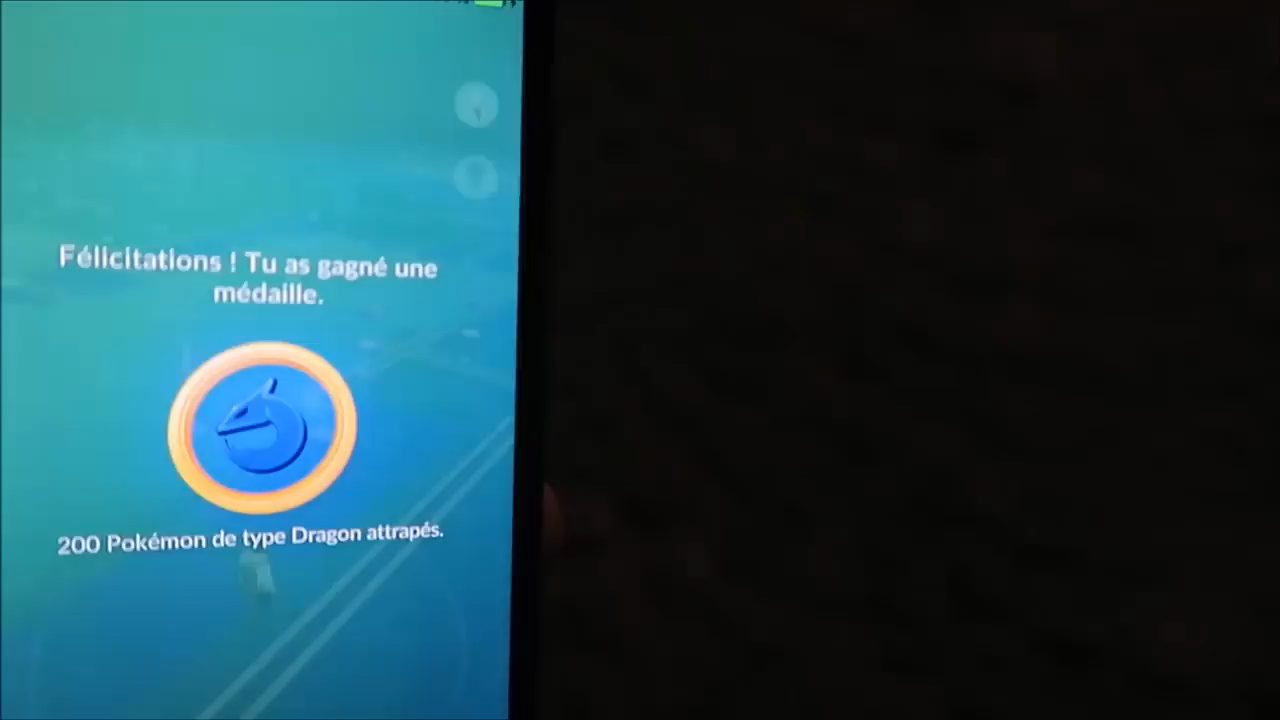 Félicitations ! Tu as gagné une
médaille.
200 Pokémon de type Dragon attrapés.